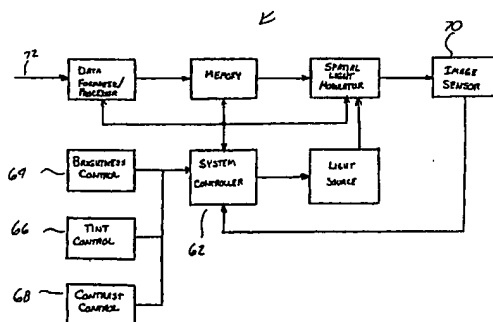 70
72
DATA
FORMATTER/
PROCESSOR
MEMORY
SPATIAL
LIGHT
MODULATOR
IMAGE
SENSOR
64
BRIGHTNESS
CONTROL
SYSTEM
CONTROLLER
LIGHT
SOURCE
66
TINT
CONTROL
62
68
CONTRAST
CONTROL